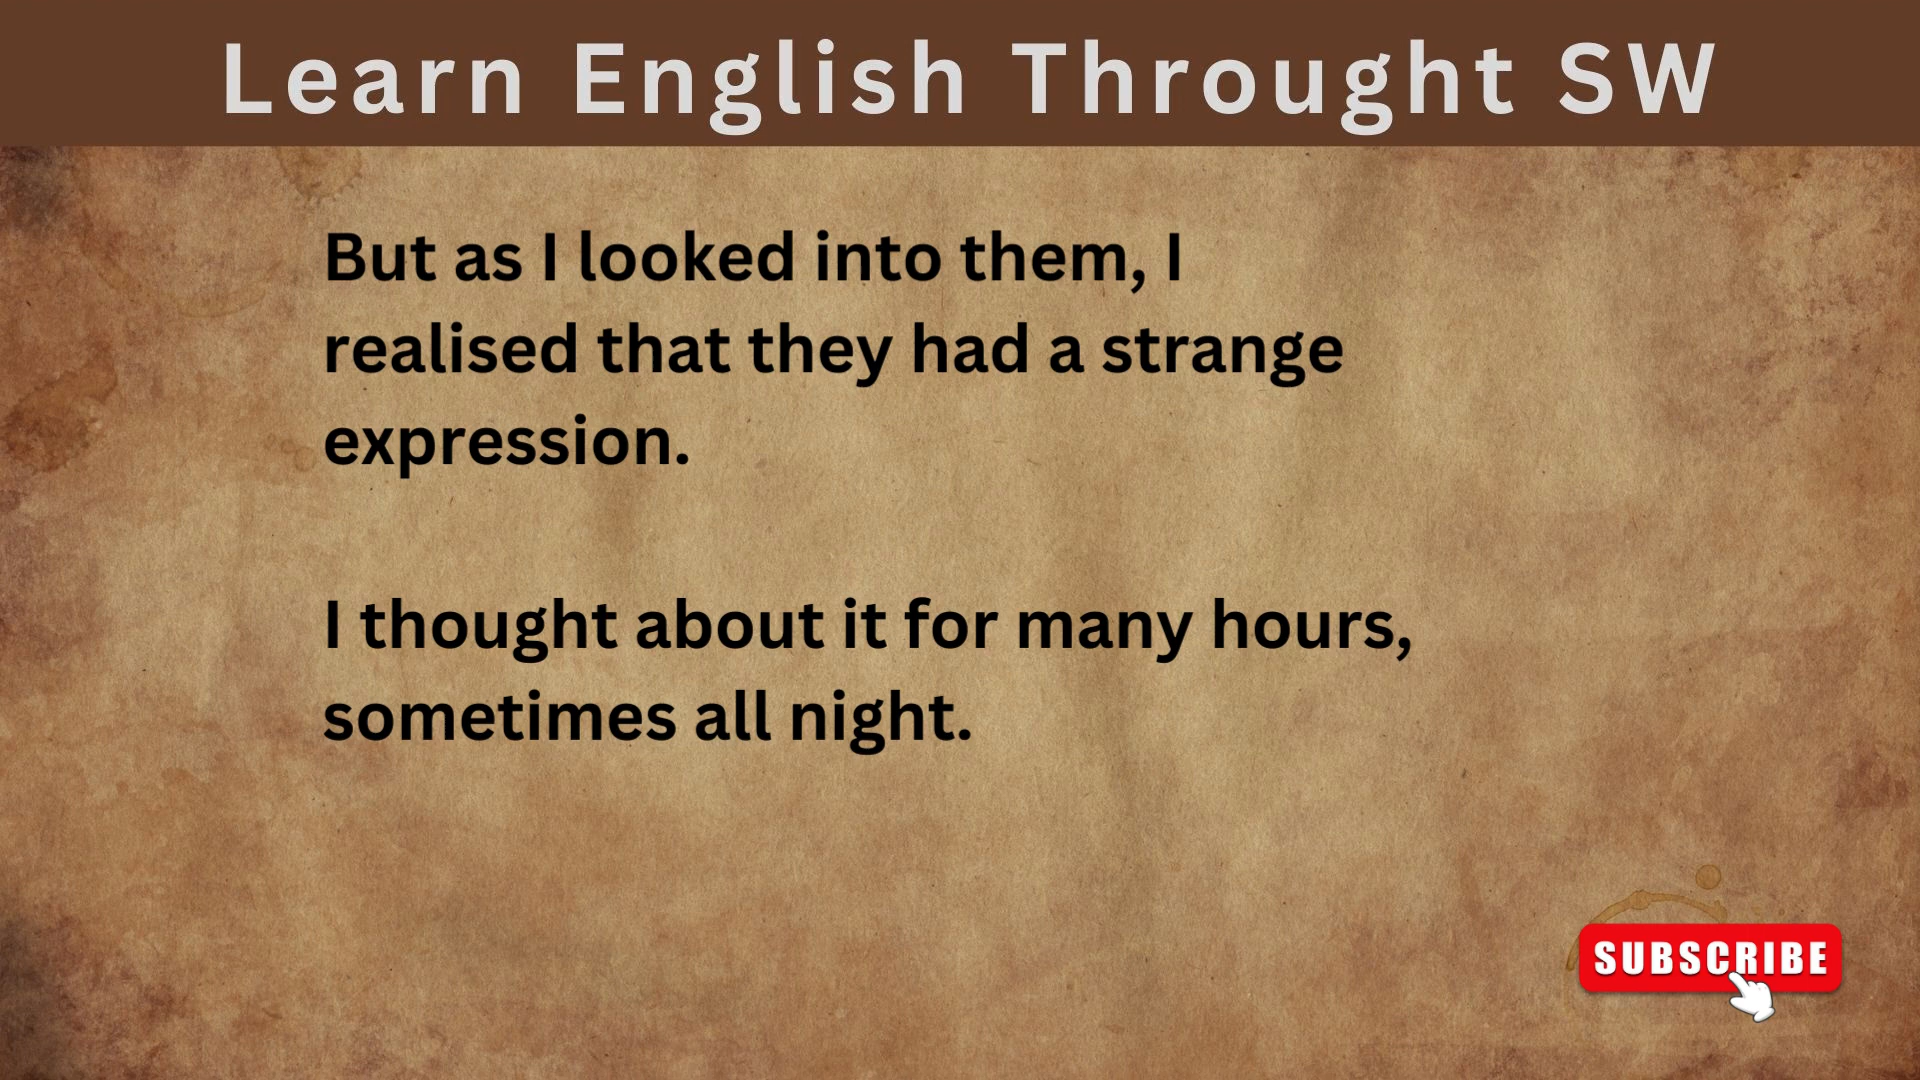 Learn English Throught SW
But as I looked into them, I
realised that they had a strange
expression.
I thought about it for many hours,
sometimes all night.
SUBSCRIBE